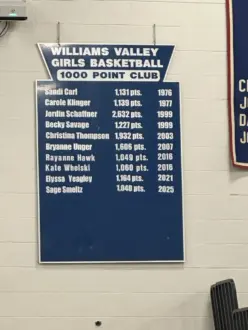 WILLIAMS VALLEY
GIRLS BASKETBALL
1000 POINT CLUB
Sandi Carl 1,131 pts. 1976
Carole Klinger 1,138 pts. 1977
Jordin Schaffner 2,632 pts. 1999
Becky Savage 1,227 pts. 1999
Christina Thompson 1,932 pts. 2003
Bryanne Unger 1,606 pts. 2007
Rayanne Hawk 1,048 pts. 2016
Kate Wholski 1,060 pts. 2016
Elyssa Yeagley 1,164 pts. 2021
Sage Smeltz 1,048 pts. 2025